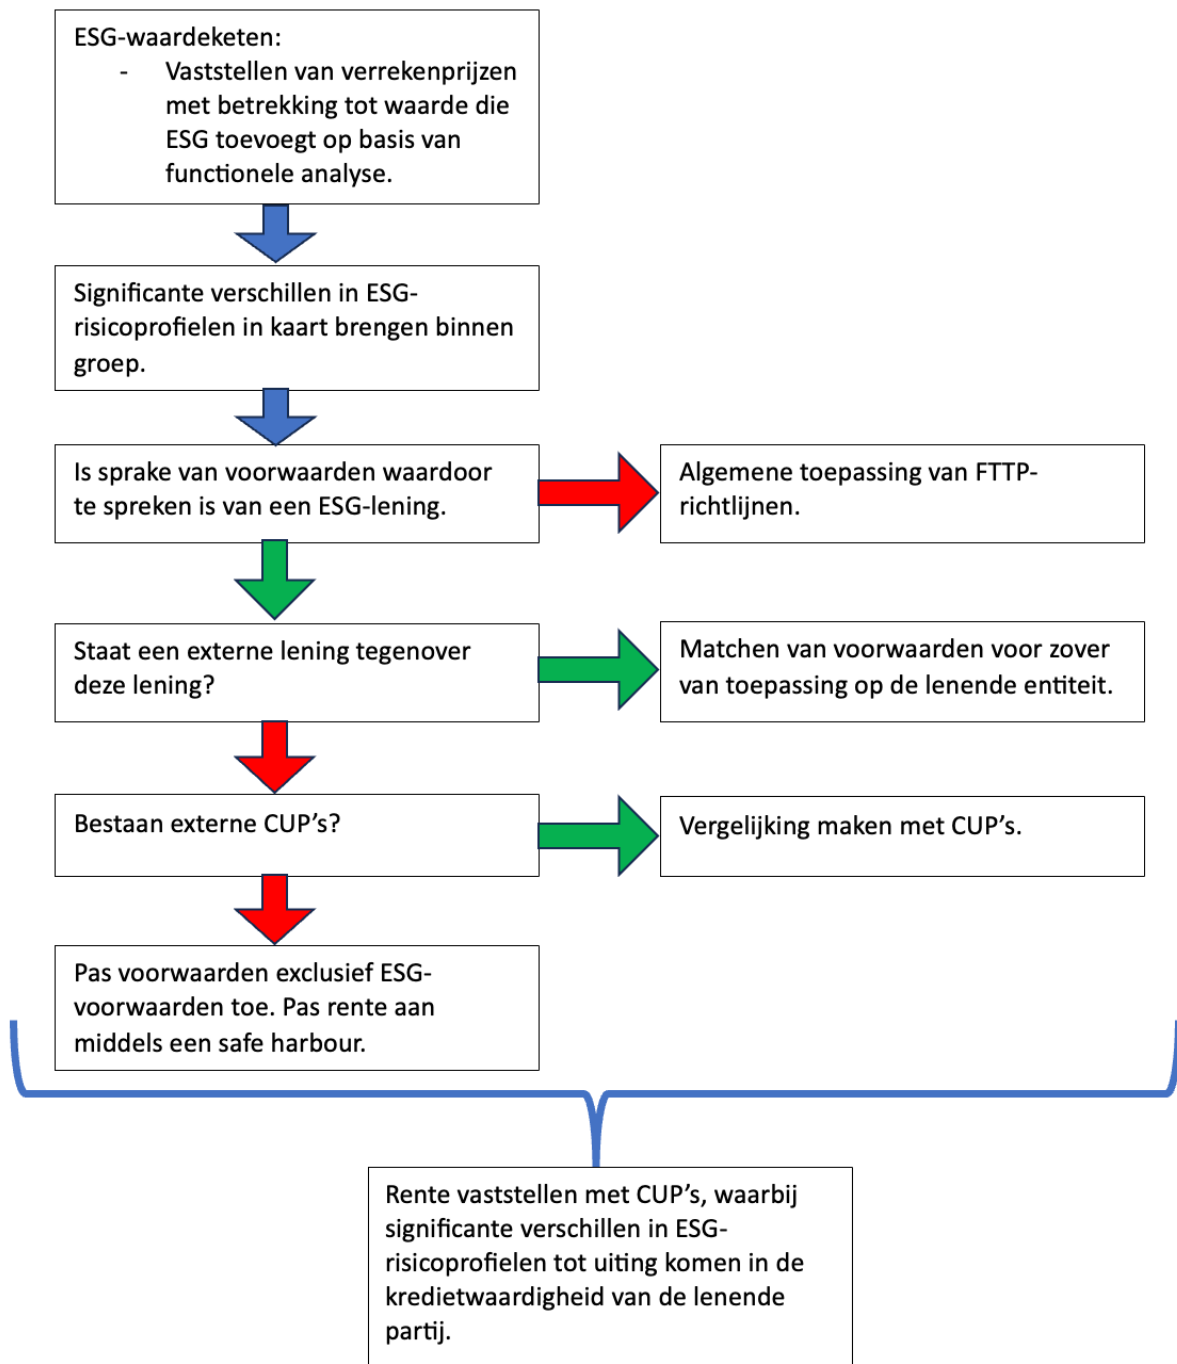 ESG-waardeketen:
- Vaststellen van verrekenprijzen
met betrekking tot waarde die
ESG toevoegt op basis van
functionele analyse.
Significante verschillen in ESG-
risicoprofielen in kaart brengen binnen
groep.
Is sprake van voorwaarden waardoor
te spreken is van een ESG-lening.
Algemene toepassing van FTTP-
richtlijnen.
Staat een externe lening tegenover
deze lening?
Matchen van voorwaarden voor zover
van toepassing op de lenende entiteit.
Bestaan externe CUP’s?
Vergelijking maken met CUP’s.
Pas voorwaarden exclusief ESG-
voorwaarden toe. Pas rente aan
middels een safe harbour.
Rente vaststellen met CUP’s, waarbij
significante verschillen in ESG-
risicoprofielen tot uiting komen in de
kredietwaardigheid van de lenende
partij.